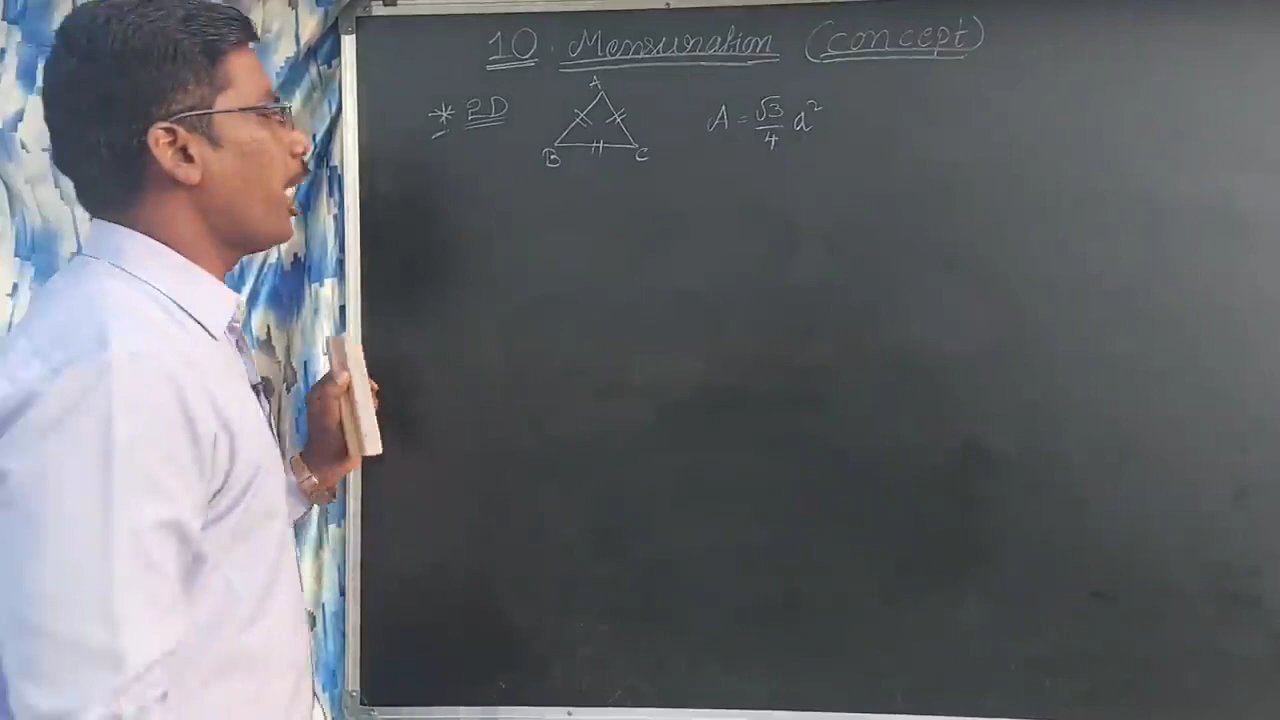 10. Mensuration (concept)
* 2D
A
B C
A = √3/4 a²